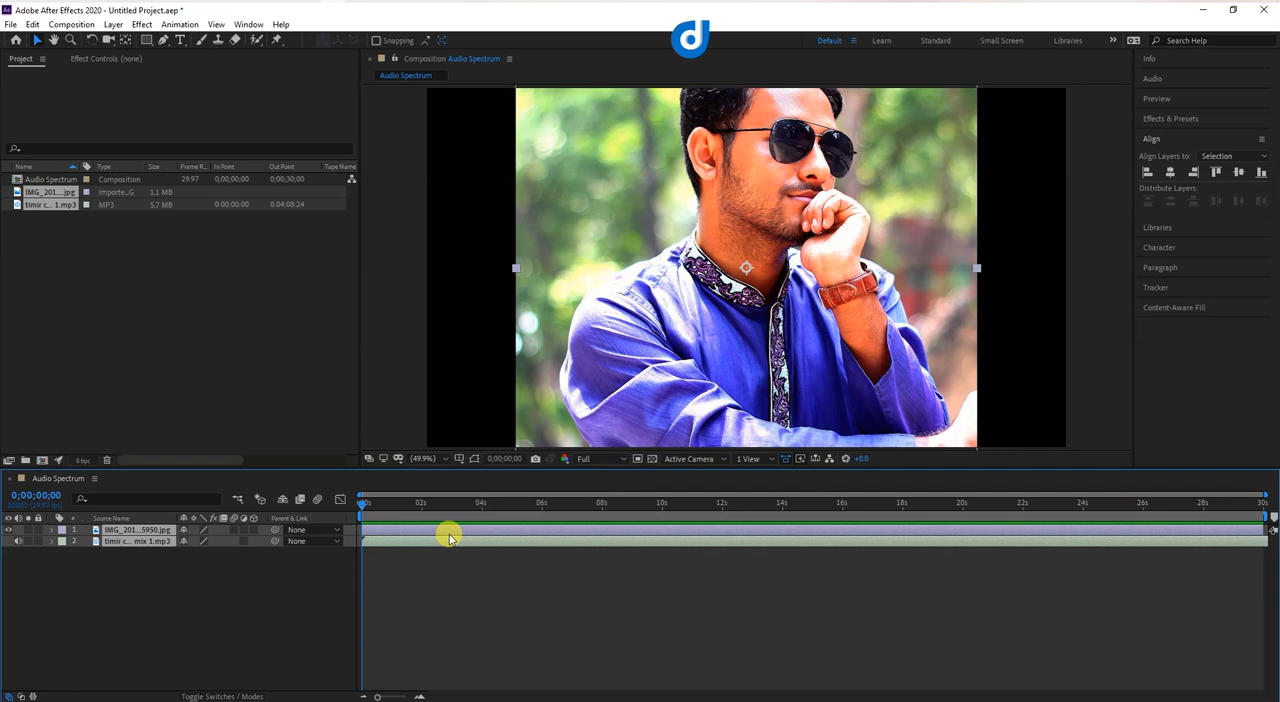 Adobe After Effects 2020 - Untitled Project.aep *
File Edit Composition Layer Effect Animation View Window Help
Snapping Default Learn Standard Small Screen Libraries Search Help
Project Effect Controls (none)
Composition Audio Spectrum
Audio Spectrum
Info
Audio
Preview
Effects & Presets
Align
Align Layers to: Selection
Distribute Layers:
Libraries
Character
Paragraph
Tracker
Content-Aware Fill
Name Type Size Frame R... In Point Out Point Tape Name
Audio Spectrum Composition 29.97 0;00;00;00 0;00;30;00
IMG_201....jpg Importe...G 1.1 MB
timir c... 1.mp3 MP3 5.7 MB 0:00:00:00 0:04:08:24
8 bpc
(49.9%) 0;00;00;00 Full Active Camera 1 View +0.0
Audio Spectrum
0;00;00;00
00000 (29.97 fps)
02s 04s 06s 08s 10s 12s 14s 16s 18s 20s 22s 24s 26s 28s 30s
# Source Name Parent & Link
1 IMG_201...5950.jpg None
2 timir c... mix 1.mp3 None
Toggle Switches / Modes